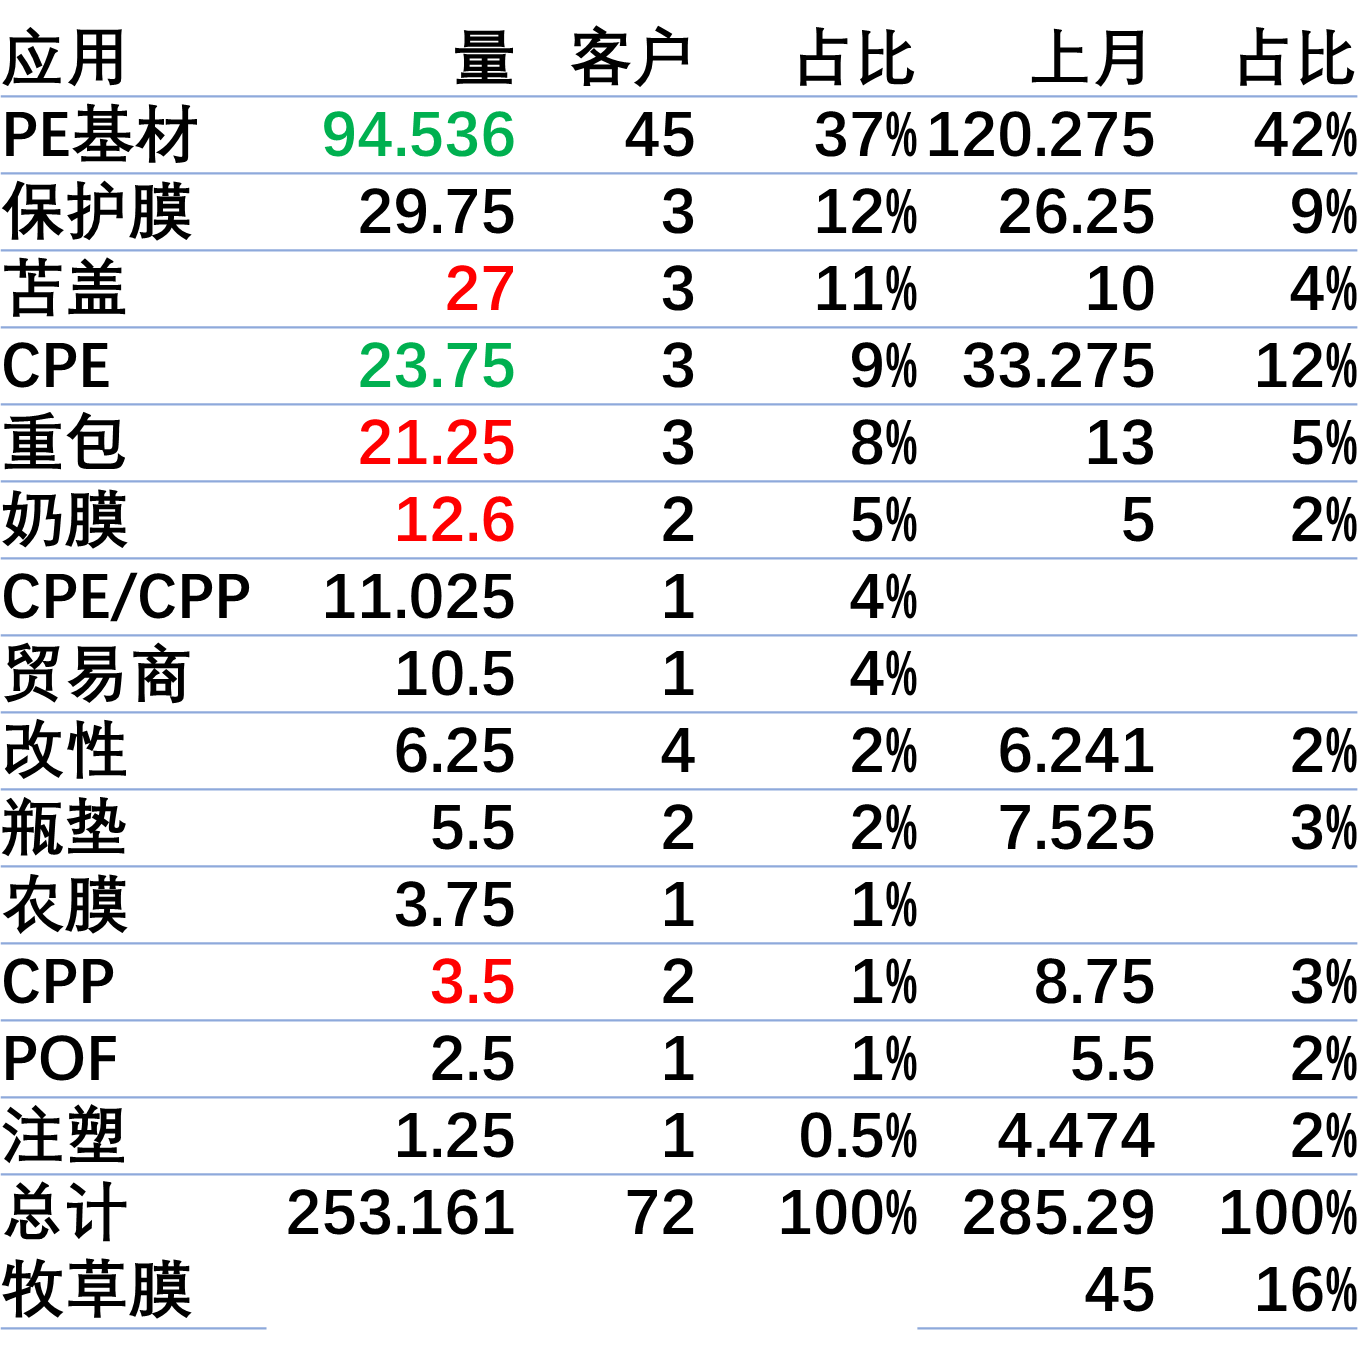 应用 量 客户 占比 上月 占比
PE基材 94.536 45 37% 120.275 42%
保护膜 29.75 3 12% 26.25 9%
苫盖 27 3 11% 10 4%
CPE 23.75 3 9% 33.275 12%
重包 21.25 3 8% 13 5%
奶膜 12.6 2 5% 5 2%
CPE/CPP 11.025 1 4%
贸易商 10.5 1 4%
改性 6.25 4 2% 6.241 2%
瓶垫 5.5 2 2% 7.525 3%
农膜 3.75 1 1%
CPP 3.5 2 1% 8.75 3%
POF 2.5 1 1% 5.5 2%
注塑 1.25 1 0.5% 4.474 2%
总计 253.161 72 100% 285.29 100%
牧草膜 45 16%